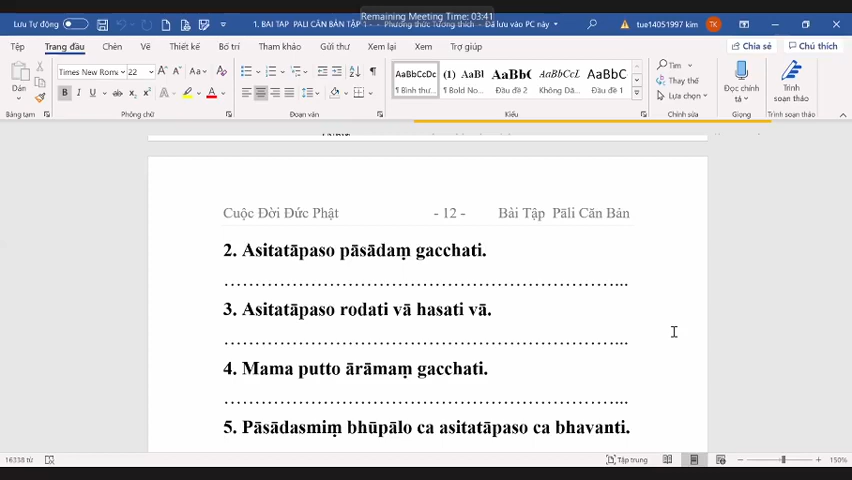 Remaining Meeting Time: 03:41
Lưu Tự Động
1. BAI TAP PALI CĂN BẢN TẬP 1 - Phương thức Tương thích • Đã lưu vào PC này
tue14051997 kim
TK
Tệp Trang đầu Chèn Vẽ Thiết kế Bố trí Tham khảo Gửi thư Xem lại Xem Trợ giúp
Chia sẻ
Chú thích
Dán
Times New Roma
22
AaBbCcDc
(1) AaBl
AaBbC
AaBbCcL
AaBbC
¶ Bình thư...
¶ Bold No...
Đầu đề 2
Không Dã...
Đầu đề 1
Tìm
Thay thế
Lựa chọn
Đọc chính tả
Trình soạn thảo
Bảng tạm
Phông chữ
Đoạn văn
Kiểu
Chỉnh sửa
Giọng nói
Trình soạn thảo
Cuộc Đời Đức Phật - 12 - Bài Tập Pāli Căn Bản
2. Asitatāpaso pāsādaṃ gacchati.
3. Asitatāpaso rodati vā hasati vā.
4. Mama putto ārāmaṃ gacchati.
5. Pāsādasmiṃ bhūpālo ca asitatāpaso ca bhavanti.
16338 từ
Tập trung
150%